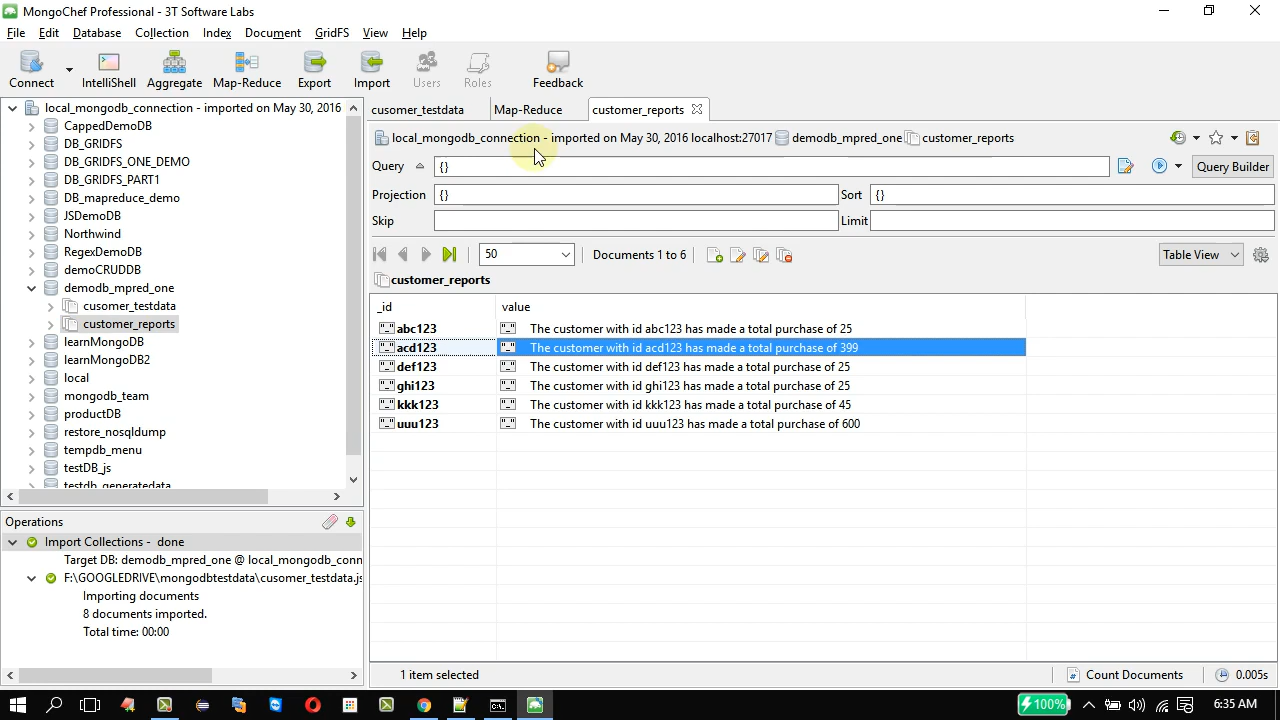 MongoChef Professional - 3T Software Labs
File Edit Database Collection Index Document GridFS View Help
Connect IntelliShell Aggregate Map-Reduce Export Import Users Roles Feedback
local_mongodb_connection - imported on May 30, 2016
CappedDemoDB
DB_GRIDFS
DB_GRIDFS_ONE_DEMO
DB_GRIDFS_PART1
DB_mapreduce_demo
JSDemoDB
Northwind
RegexDemoDB
demoCRUDDB
demodb_mpred_one
cusomer_testdata
customer_reports
learnMongoDB
learnMongoDB2
local
mongodb_team
productDB
restore_nosqldump
tempdb_menu
testDB_js
testdb_generatedata
Operations
Import Collections - done
Target DB: demodb_mpred_one @ local_mongodb_conn
F:\GOOGLEDRIVE\mongodbtestdata\cusomer_testdata.js
Importing documents
8 documents imported.
Total time: 00:00
cusomer_testdata Map-Reduce customer_reports
local_mongodb_connection - imported on May 30, 2016 localhost:27017 demodb_mpred_one customer_reports
Query {} Query Builder
Projection {} Sort {}
Skip Limit
50 Documents 1 to 6 Table View
customer_reports
_id value
abc123 The customer with id abc123 has made a total purchase of 25
acd123 The customer with id acd123 has made a total purchase of 399
def123 The customer with id def123 has made a total purchase of 25
ghi123 The customer with id ghi123 has made a total purchase of 25
kkk123 The customer with id kkk123 has made a total purchase of 45
uuu123 The customer with id uuu123 has made a total purchase of 600
1 item selected Count Documents 0.005s
100% 6:35 AM